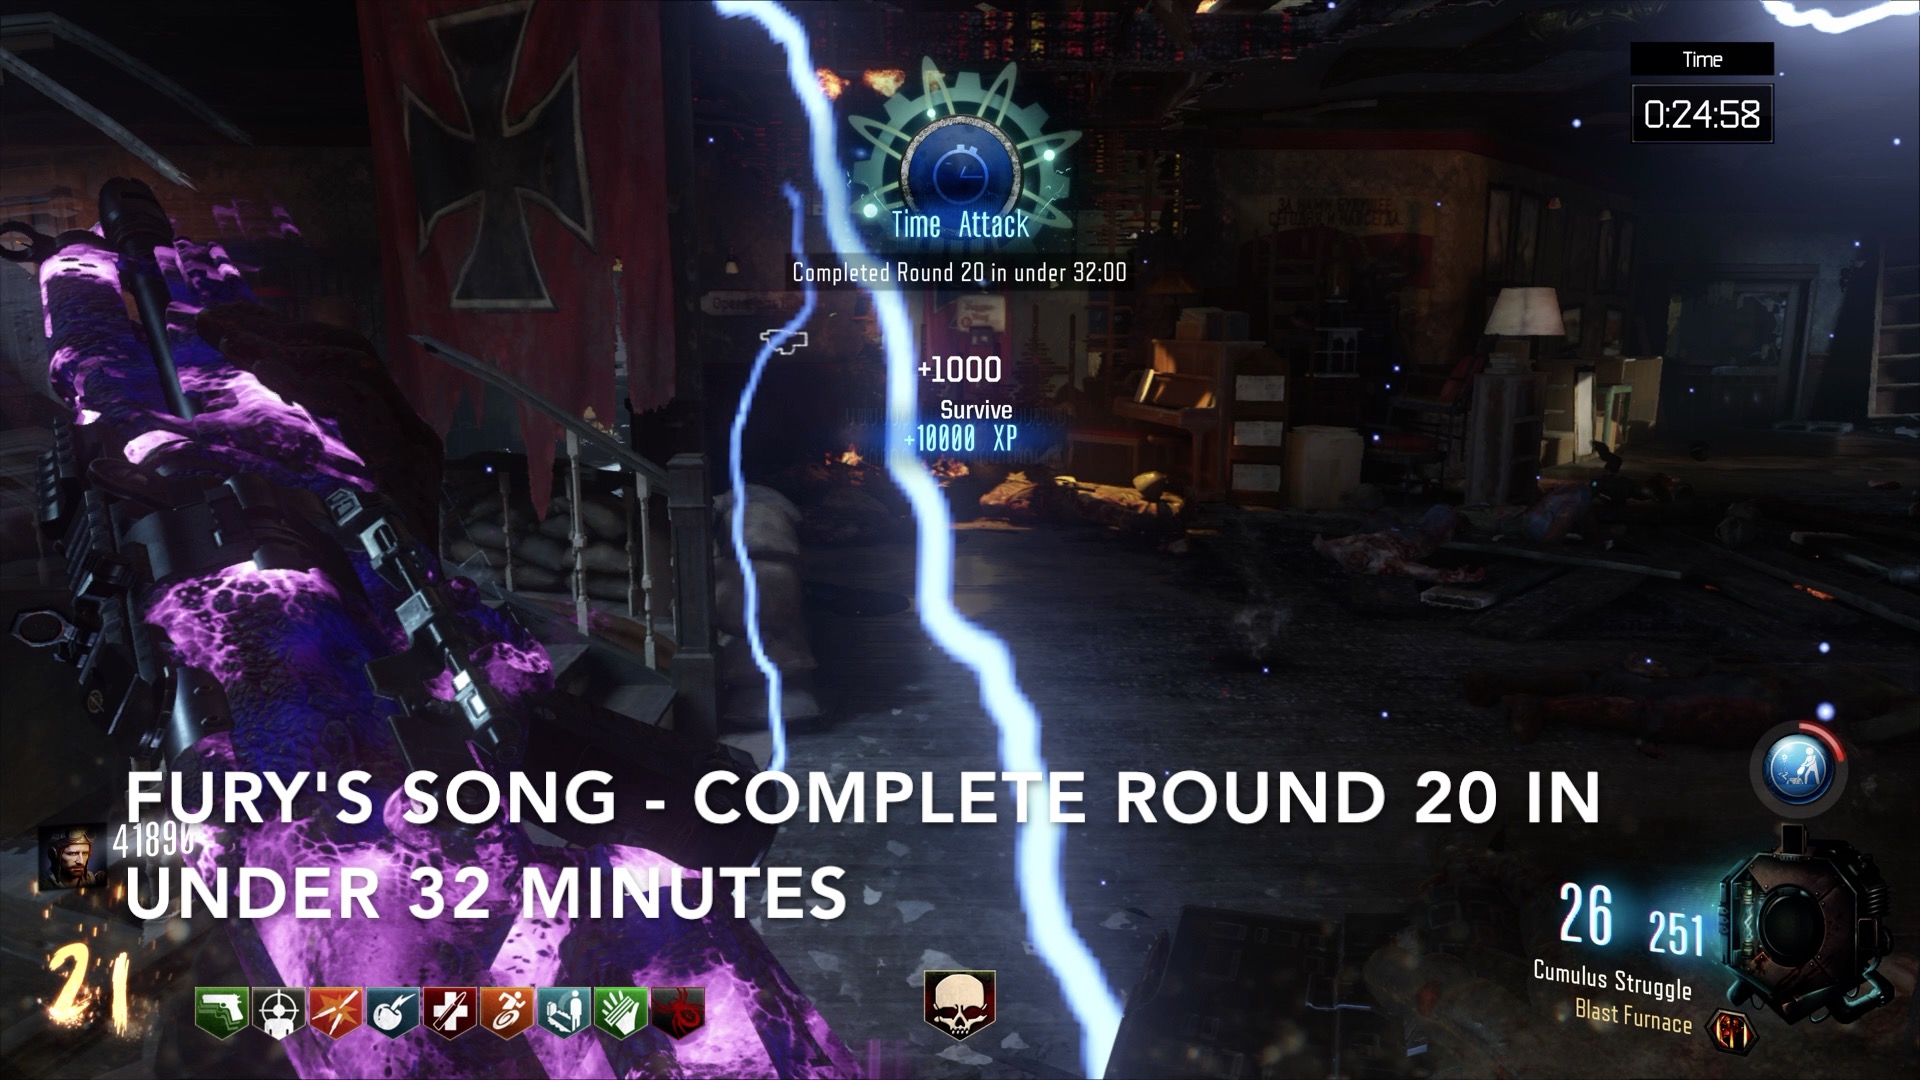 Time
0:24:58
Time Attack
Completed Round 20 in under 32:00
+1000
Survive
+10000 XP
FURY'S SONG - COMPLETE ROUND 20 IN
UNDER 32 MINUTES
41890
21
26 251
Cumulus Struggle
Blast Furnace